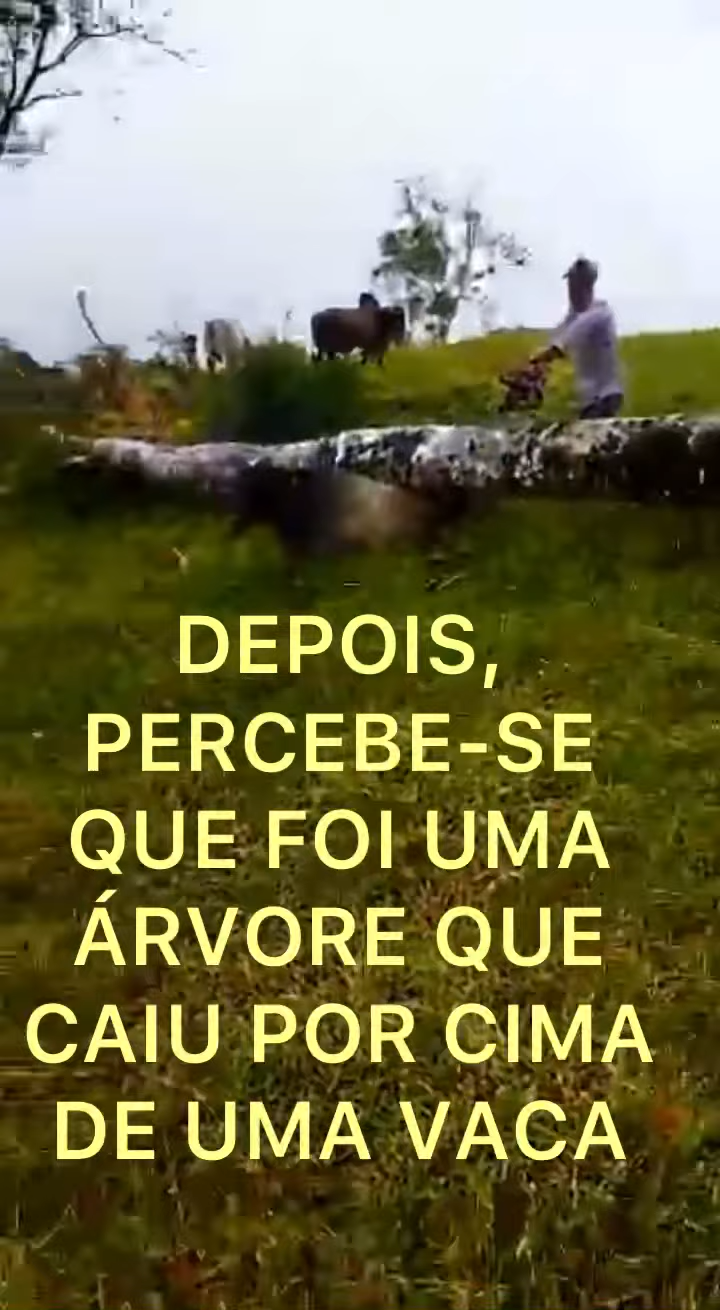 DEPOIS,
PERCEBE-SE
QUE FOI UMA
ÁRVORE QUE
CAIU POR CIMA
DE UMA VACA